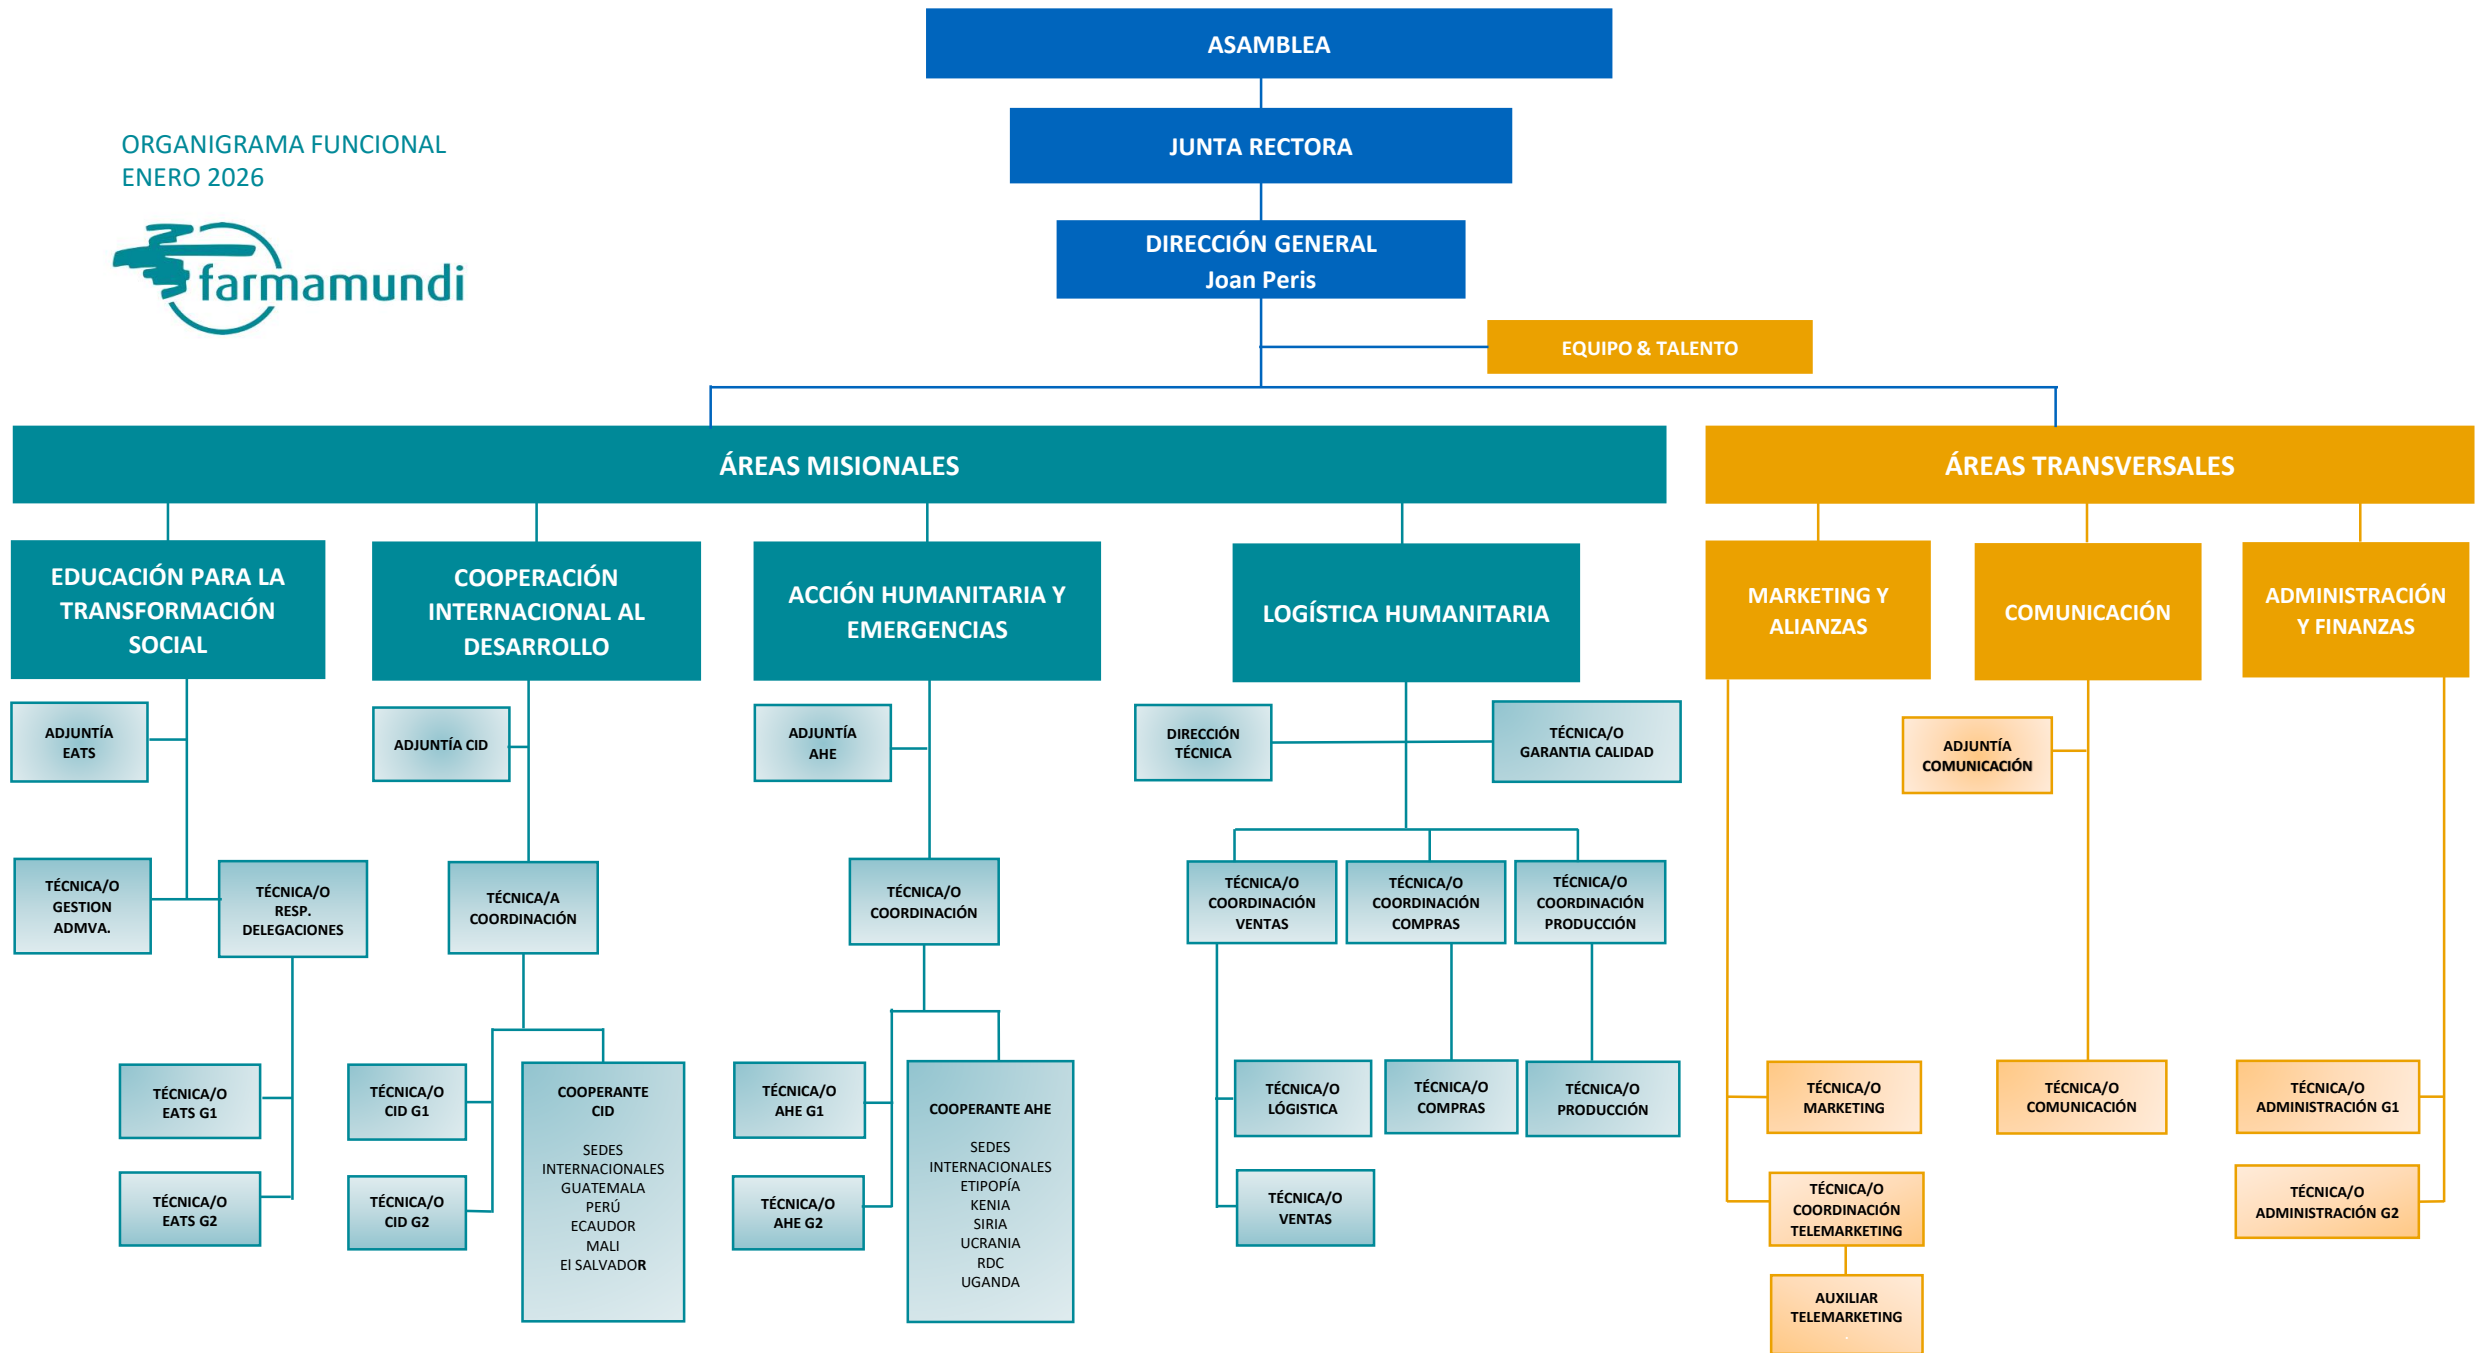 ASAMBLEA
JUNTA RECTORA
ORGANIGRAMA FUNCIONAL
ENERO 2026
farmamundi
DIRECCIÓN GENERAL
Joan Peris
EQUIPO & TALENTO
ÁREAS MISIONALES
ÁREAS TRANSVERSALES
EDUCACIÓN PARA LA
TRANSFORMACIÓN
SOCIAL
COOPERACIÓN
INTERNACIONAL AL
DESARROLLO
ACCIÓN HUMANITARIA Y
EMERGENCIAS
LOGÍSTICA HUMANITARIA
MARKETING Y
ALIANZAS
COMUNICACIÓN
ADMINISTRACIÓN
Y FINANZAS
ADJUNTÍA
EATS
ADJUNTÍA CID
ADJUNTÍA
AHE
DIRECCIÓN
TÉCNICA
TÉCNICA/O
GARANTIA CALIDAD
ADJUNTÍA
COMUNICACIÓN
TÉCNICA/O
GESTION
ADMVA.
TÉCNICA/O
RESP.
DELEGACIONES
TÉCNICA/A
COORDINACIÓN
TÉCNICA/O
COORDINACIÓN
TÉCNICA/O
COORDINACIÓN
VENTAS
TÉCNICA/O
COORDINACIÓN
COMPRAS
TÉCNICA/O
COORDINACIÓN
PRODUCCIÓN
TÉCNICA/O
EATS G1
TÉCNICA/O
CID G1
COOPERANTE
CID
SEDES
INTERNACIONALES
GUATEMALA
PERÚ
ECAUDOR
MALI
El SALVADOR
TÉCNICA/O
AHE G1
COOPERANTE AHE
SEDES
INTERNACIONALES
ETIPOPÍA
KENIA
SIRIA
UCRANIA
RDC
UGANDA
TÉCNICA/O
LÓGISTICA
TÉCNICA/O
COMPRAS
TÉCNICA/O
PRODUCCIÓN
TÉCNICA/O
MARKETING
TÉCNICA/O
COMUNICACIÓN
TÉCNICA/O
ADMINISTRACIÓN G1
TÉCNICA/O
EATS G2
TÉCNICA/O
CID G2
TÉCNICA/O
AHE G2
TÉCNICA/O
VENTAS
TÉCNICA/O
COORDINACIÓN
TELEMARKETING
TÉCNICA/O
ADMINISTRACIÓN G2
AUXILIAR
TELEMARKETING